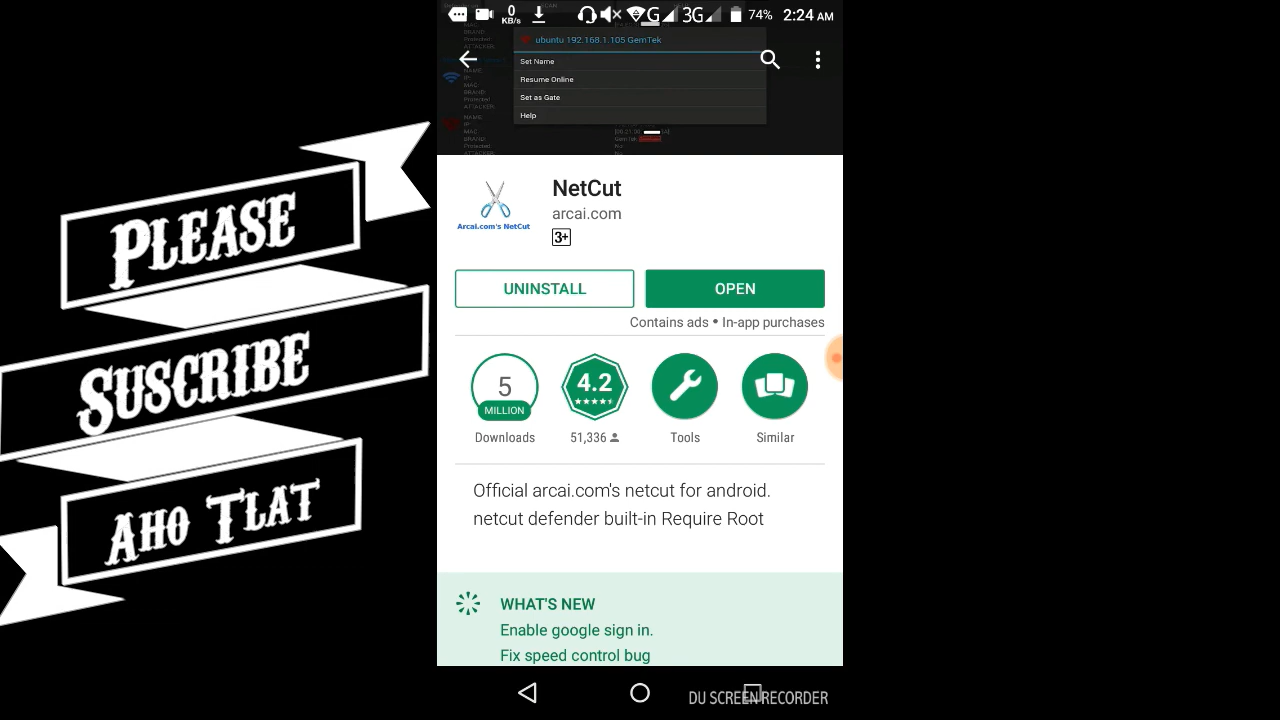 PLEASE
SUSCRIBE
AHO TLAT
0 KB/s
G
3G
74%
2:24 AM
ubuntu 192.168.1.105 GemTek
Set Name
Resume Online
Set as Gate
Help
NetCut
arcai.com
Arcai.com's NetCut
3+
UNINSTALL
OPEN
Contains ads • In-app purchases
5
MILLION
Downloads
4.2
51,336
Tools
Similar
Official arcai.com's netcut for android.
netcut defender built-in Require Root
WHAT'S NEW
Enable google sign in.
Fix speed control bug
DU SCREEN RECORDER